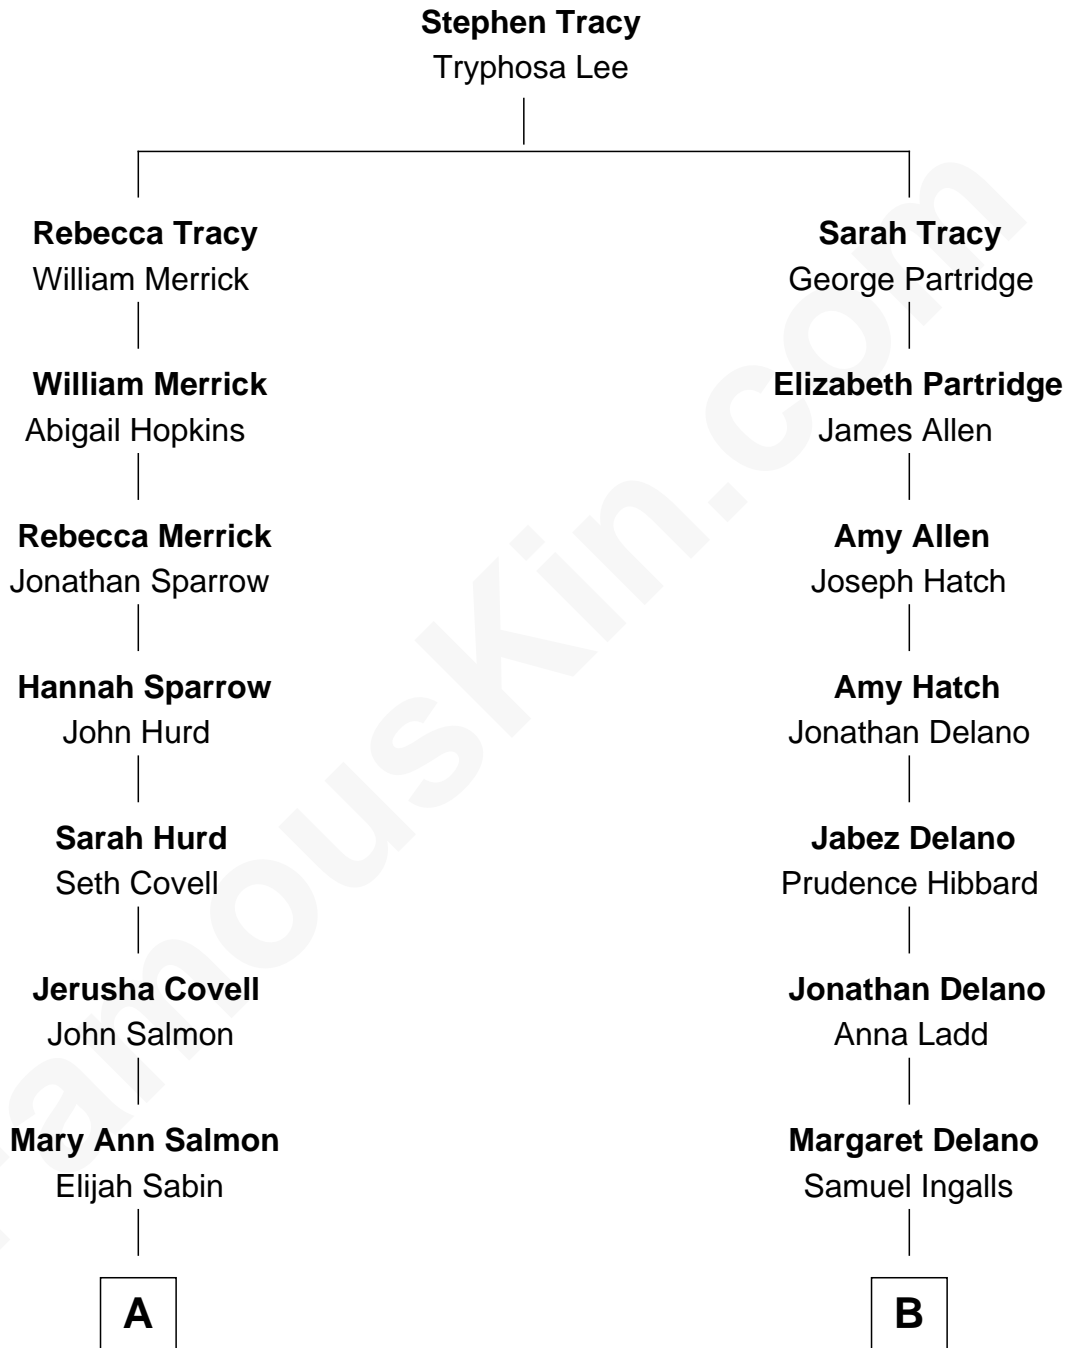 Stephen Tracy
Tryphosa Lee
Rebecca Tracy
William Merrick
Sarah Tracy
George Partridge
William Merrick
Abigail Hopkins
Elizabeth Partridge
James Allen
Rebecca Merrick
Jonathan Sparrow
Amy Allen
Joseph Hatch
Hannah Sparrow
John Hurd
Amy Hatch
Jonathan Delano
Sarah Hurd
Seth Covell
Jabez Delano
Prudence Hibbard
Jerusha Covell
John Salmon
Jonathan Delano
Anna Ladd
Mary Ann Salmon
Elijah Sabin
Margaret Delano
Samuel Ingalls
A
B
FamousKin.com